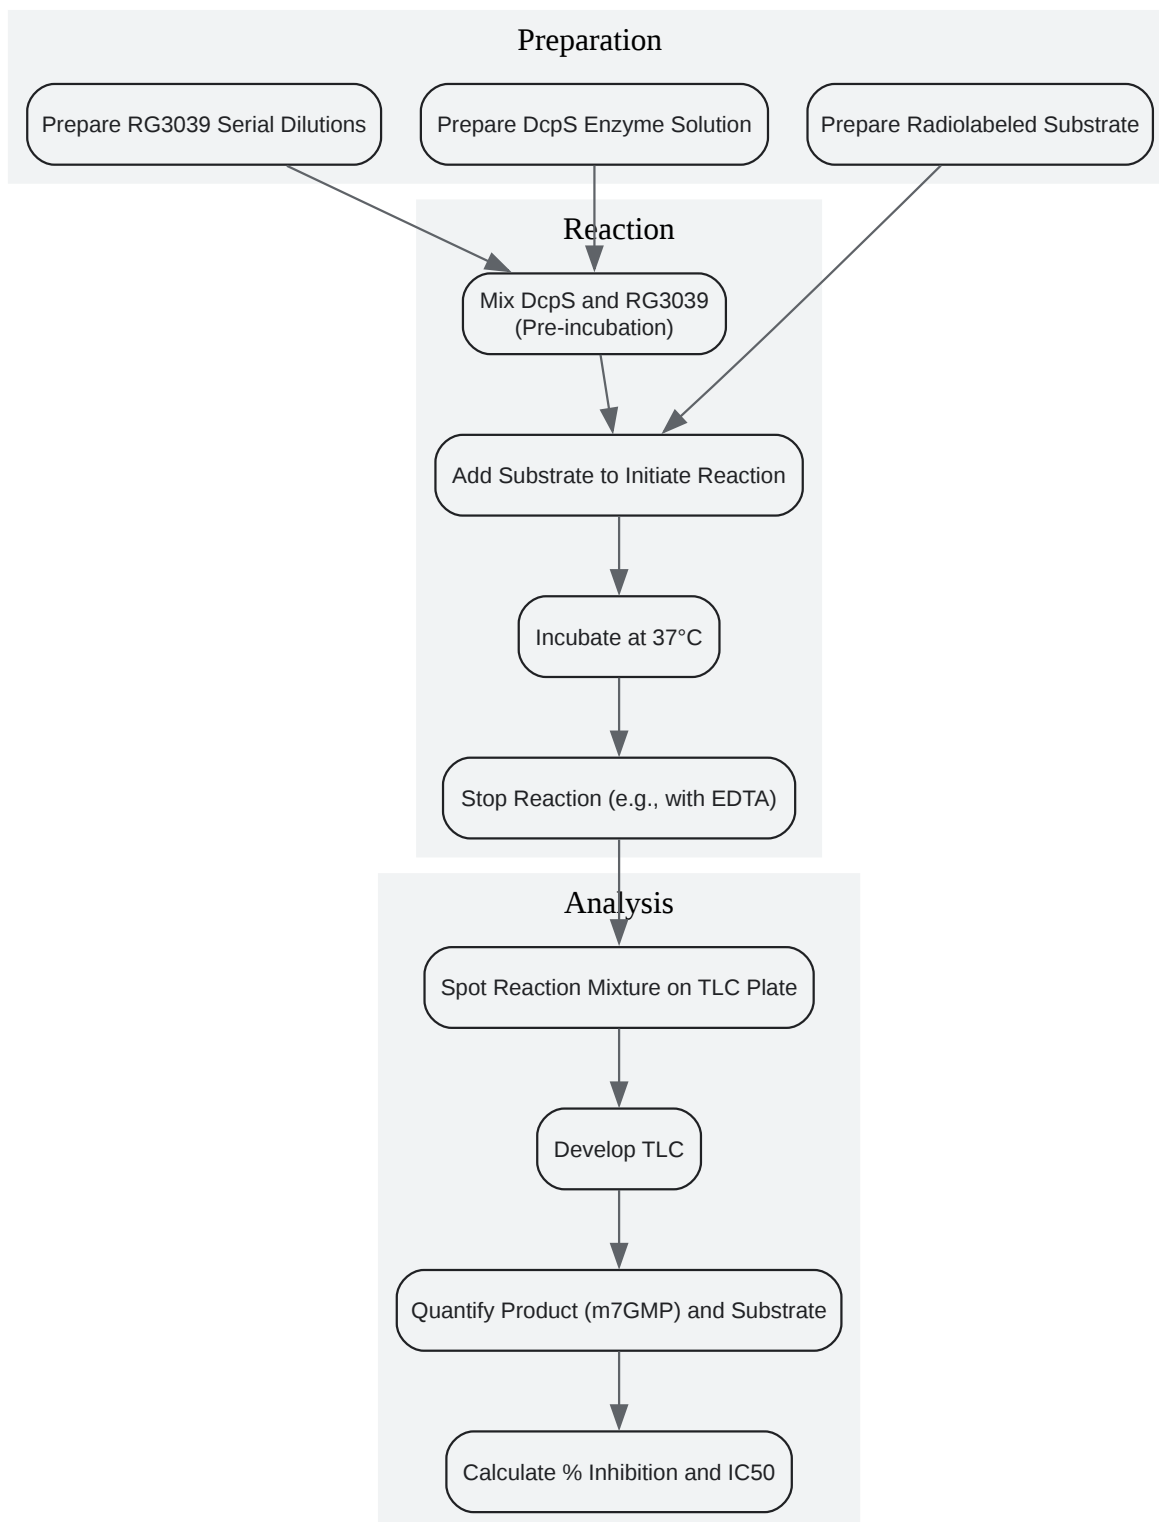 Preparation
Prepare RG3039 Serial Dilutions
Prepare DcpS Enzyme Solution
Prepare Radiolabeled Substrate
Reaction
Mix DcpS and RG3039
(Pre-incubation)
Add Substrate to Initiate Reaction
Incubate at 37°C
Stop Reaction (e.g., with EDTA)
Analysis
Spot Reaction Mixture on TLC Plate
Develop TLC
Quantify Product (m7GMP) and Substrate
Calculate % Inhibition and IC50